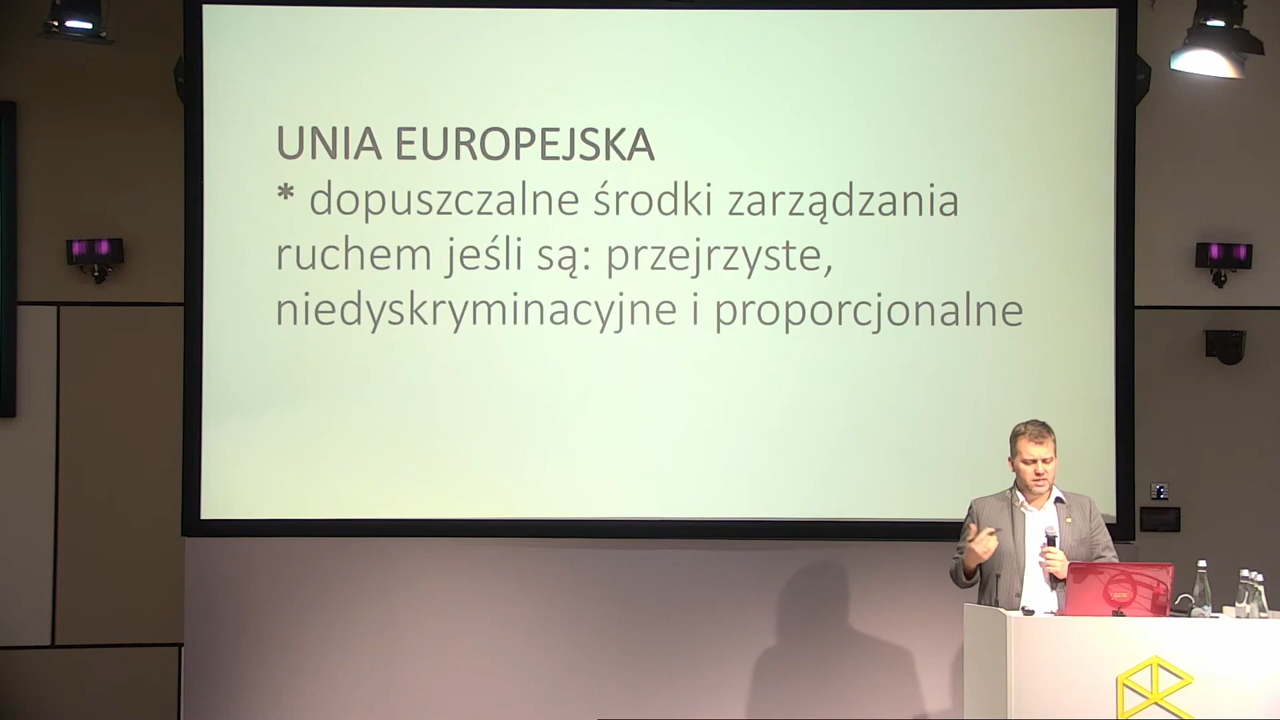 UNIA EUROPEJSKA
* dopuszczalne środki zarządzania
ruchem jeśli są: przejrzyste,
niedyskryminacyjne i proporcjonalne